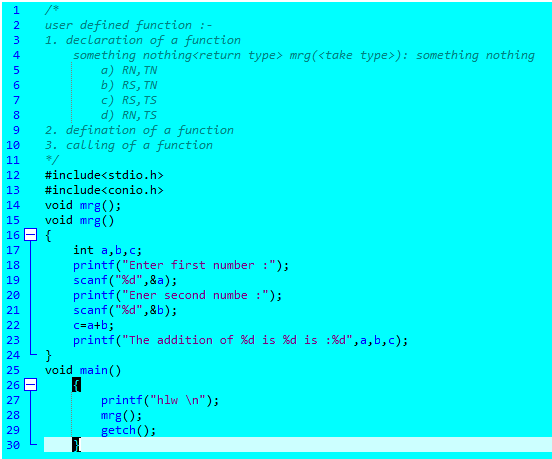 1 /*
2 user defined function :-
3 1. declaration of a function
4 something nothing<return type> mrg(<take type>): something nothing
5 a) RN,TN
6 b) RS,TN
7 c) RS,TS
8 d) RN,TS
9 2. defination of a function
10 3. calling of a function
11 */
12 #include<stdio.h>
13 #include<conio.h>
14 void mrg();
15 void mrg()
16 {
17 int a,b,c;
18 printf("Enter first number :");
19 scanf("%d",&a);
20 printf("Ener second numbe :");
21 scanf("%d",&b);
22 c=a+b;
23 printf("The addition of %d is %d is :%d",a,b,c);
24 }
25 void main()
26 {
27 printf("hlw \n");
28 mrg();
29 getch();
30 }